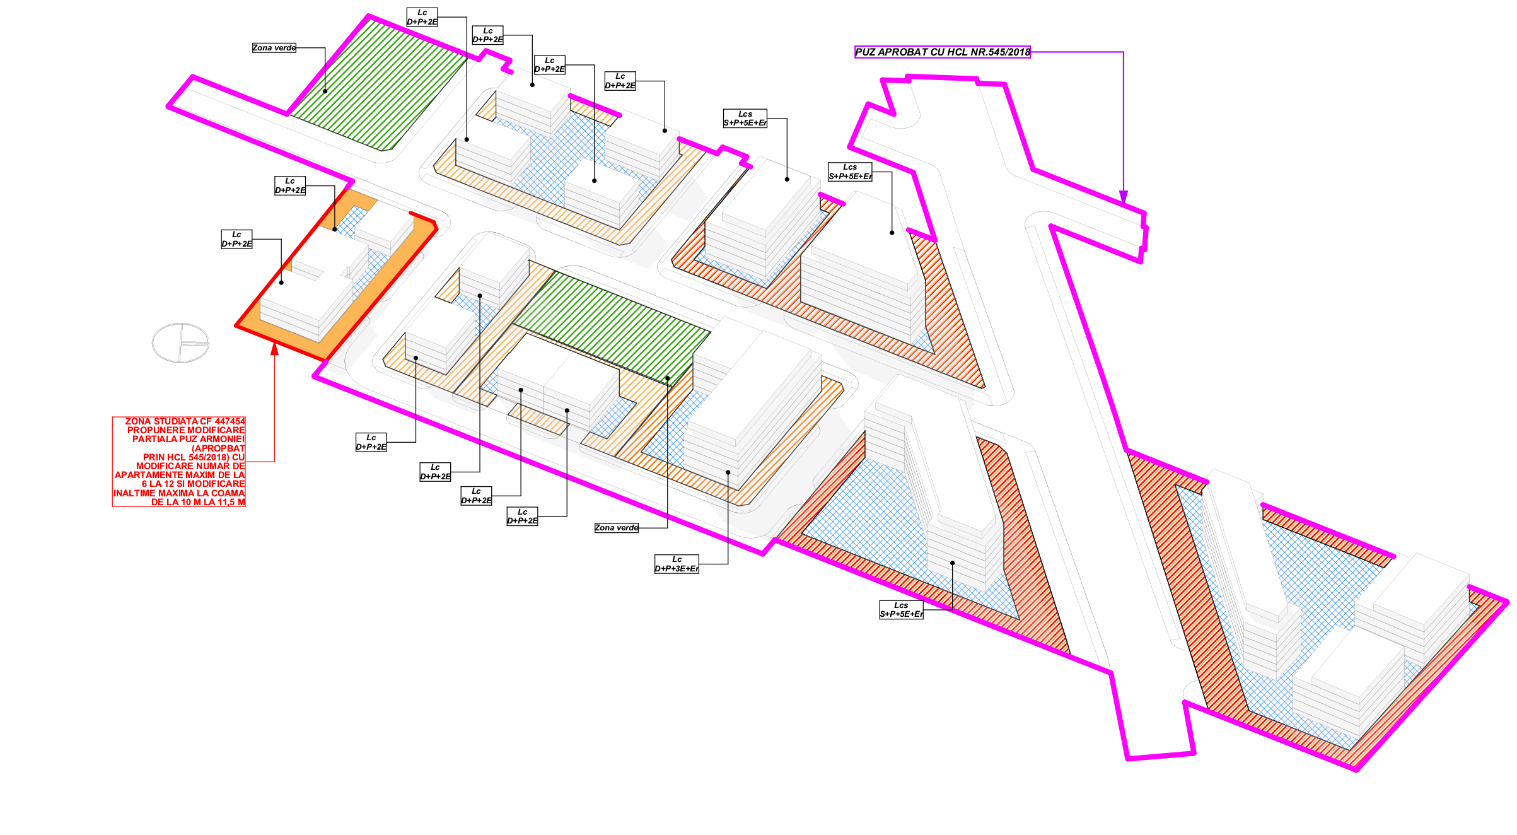 Lc
D+P+2E
Lc
D+P+2E
Zona verde
PUZ APROBAT CU HCL NR.545/2018
Lc
D+P+2E
Lc
D+P+2E
Lcs
S+P+5E+Er
Lcs
S+P+5E+Er
Lc
D+P+2E
Lc
D+P+2E
ZONA STUDIATA CF 447454
PROPUNERE MODIFICARE
PARTIALA PUZ ARMONIEI
(APROPBAT
PRIN HCL 545/2018) CU
MODIFICARE NUMAR DE
APARTAMENTE MAXIM DE LA
6 LA 12 SI MODIFICARE
INALTIME MAXIMA LA COAMA
DE LA 10 M LA 11,5 M
Lc
D+P+2E
Lc
D+P+2E
Lc
D+P+2E
Lc
D+P+2E
Zona verde
Lc
D+P+3E+Er
Lcs
S+P+5E+Er